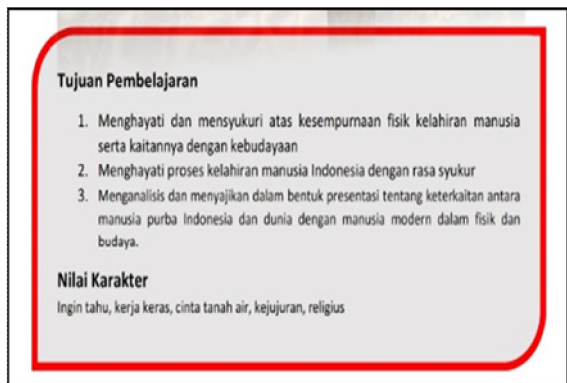 Tujuan Pembelajaran
1. Menghayati dan mensyukuri atas kesempurnaan fisik kelahiran manusia
serta kaitannya dengan kebudayaan
2. Menghayati proses kelahiran manusia Indonesia dengan rasa syukur
3. Menganalisis dan menyajikan dalam bentuk presentasi tentang keterkaitan antara
manusia purba Indonesia dan dunia dengan manusia modern dalam fisik dan
budaya.
Nilai Karakter
Ingin tahu, kerja keras, cinta tanah air, kejujuran, religius